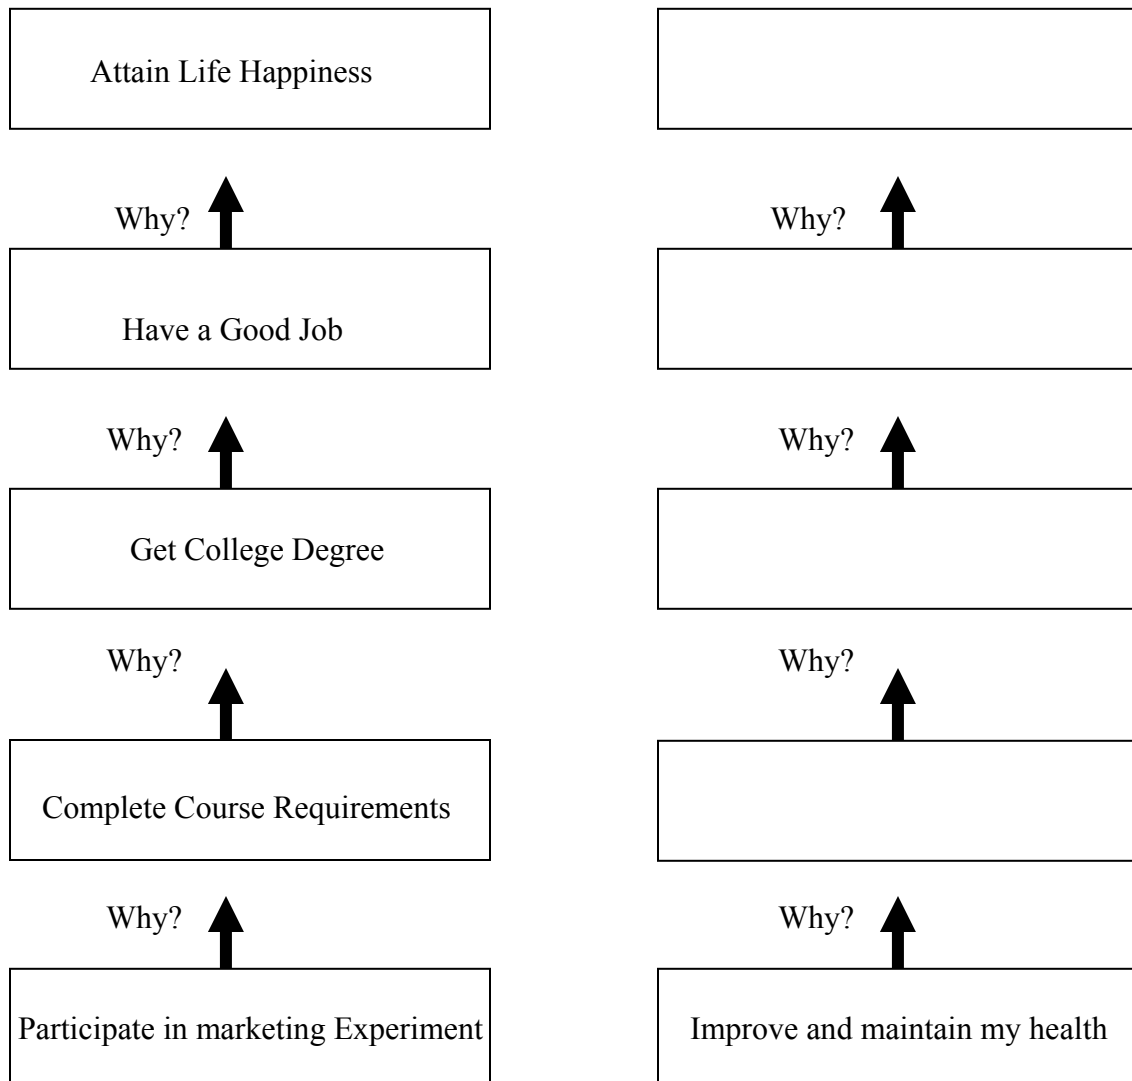 Attain Life Happiness
Why?
Why?
Have a Good Job
Why?
Why?
Get College Degree
Why?
Why?
Complete Course Requirements
Why?
Why?
Participate in marketing Experiment
Improve and maintain my health